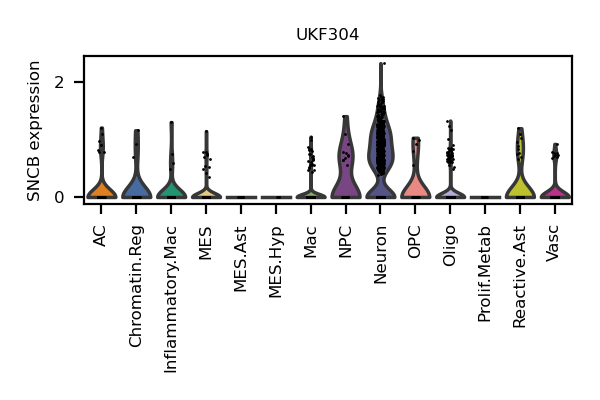 UKF304
SNCB expression
2
0
AC
Chromatin.Reg
Inflammatory.Mac
MES
MES.Ast
MES.Hyp
Mac
NPC
Neuron
OPC
Oligo
Prolif.Metab
Reactive.Ast
Vasc